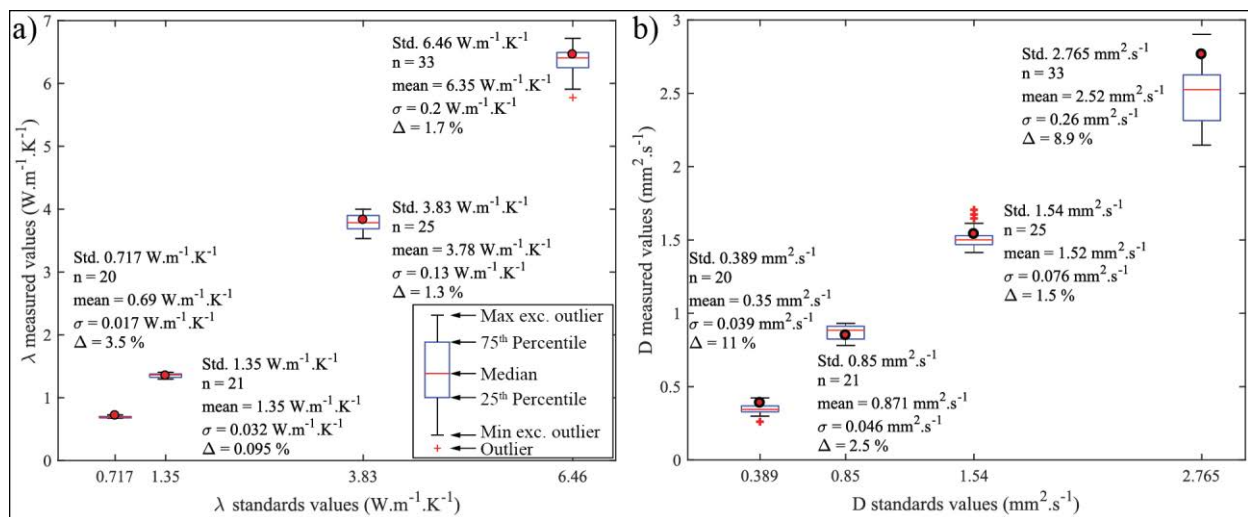 a)
7
6
5
4
3
2
1
0
λ measured values (W.m⁻¹.K⁻¹)
Std. 6.46 W.m⁻¹.K⁻¹
n = 33
mean = 6.35 W.m⁻¹.K⁻¹
σ = 0.2 W.m⁻¹.K⁻¹
Δ = 1.7 %
Std. 3.83 W.m⁻¹.K⁻¹
n = 25
mean = 3.78 W.m⁻¹.K⁻¹
σ = 0.13 W.m⁻¹.K⁻¹
Δ = 1.3 %
Std. 0.717 W.m⁻¹.K⁻¹
n = 20
mean = 0.69 W.m⁻¹.K⁻¹
σ = 0.017 W.m⁻¹.K⁻¹
Δ = 3.5 %
Std. 1.35 W.m⁻¹.K⁻¹
n = 21
mean = 1.35 W.m⁻¹.K⁻¹
σ = 0.032 W.m⁻¹.K⁻¹
Δ = 0.095 %
Max exc. outlier
75th Percentile
Median
25th Percentile
Min exc. outlier
Outlier
0.717 1.35 3.83 6.46
λ standards values (W.m⁻¹.K⁻¹)
b)
3
2.5
2
1.5
1
0.5
0
D measured values (mm².s⁻¹)
Std. 2.765 mm².s⁻¹
n = 33
mean = 2.52 mm².s⁻¹
σ = 0.26 mm².s⁻¹
Δ = 8.9 %
Std. 1.54 mm².s⁻¹
n = 25
mean = 1.52 mm².s⁻¹
σ = 0.076 mm².s⁻¹
Δ = 1.5 %
Std. 0.389 mm².s⁻¹
n = 20
mean = 0.35 mm².s⁻¹
σ = 0.039 mm².s⁻¹
Δ = 11 %
Std. 0.85 mm².s⁻¹
n = 21
mean = 0.871 mm².s⁻¹
σ = 0.046 mm².s⁻¹
Δ = 2.5 %
0.389 0.85 1.54 2.765
D standards values (mm².s⁻¹)